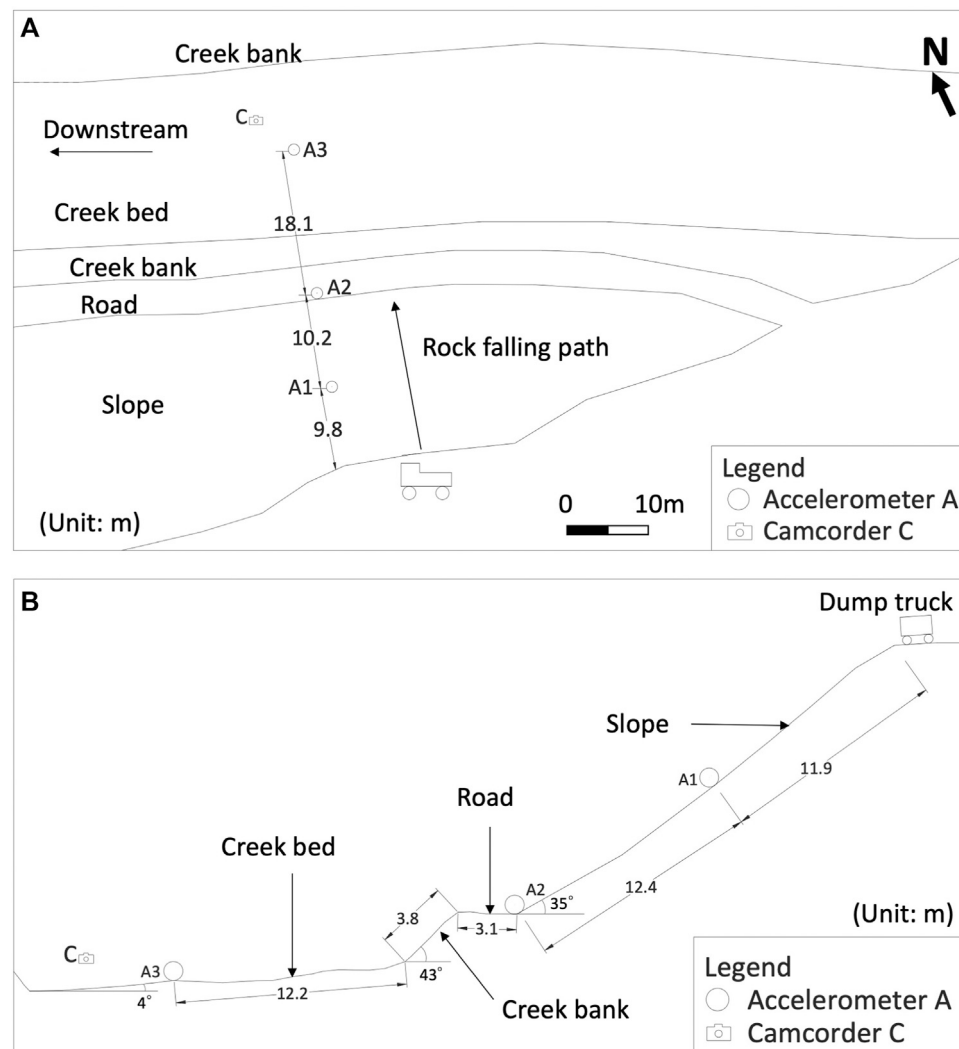 A
Creek bank
N
C
Downstream
A3
Creek bed
18.1
Creek bank
A2
Road
10.2
Rock falling path
A1
Slope
9.8
Legend
0 10m
Accelerometer A
(Unit: m)
Camcorder C
B
Dump truck
Slope
A1
11.9
Road
Creek bed
A2
12.4
35°
3.8
(Unit: m)
3.1
C
A3
43°
Legend
4°
12.2
Creek bank
Accelerometer A
Camcorder C